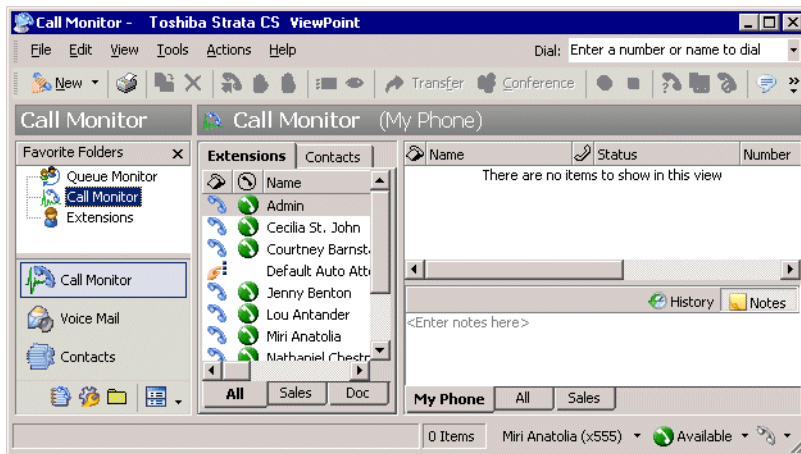 Call Monitor - Toshiba Strata CS ViewPoint
File Edit View Tools Actions Help Dial: Enter a number or name to dial
New Transfer Conference
Call Monitor
Call Monitor (My Phone)
Favorite Folders x
Queue Monitor
Call Monitor
Extensions
Call Monitor
Voice Mail
Contacts
Extensions Contacts
Name
Admin
Cecilia St. John
Courtney Barnst
Default Auto Atte
Jenny Benton
Lou Antander
Miri Anatolia
Nathaniel Chestr
All Sales Doc
Name Status Number
There are no items to show in this view
History Notes
<Enter notes here>
My Phone All Sales
0 Items Miri Anatolia (x555) Available